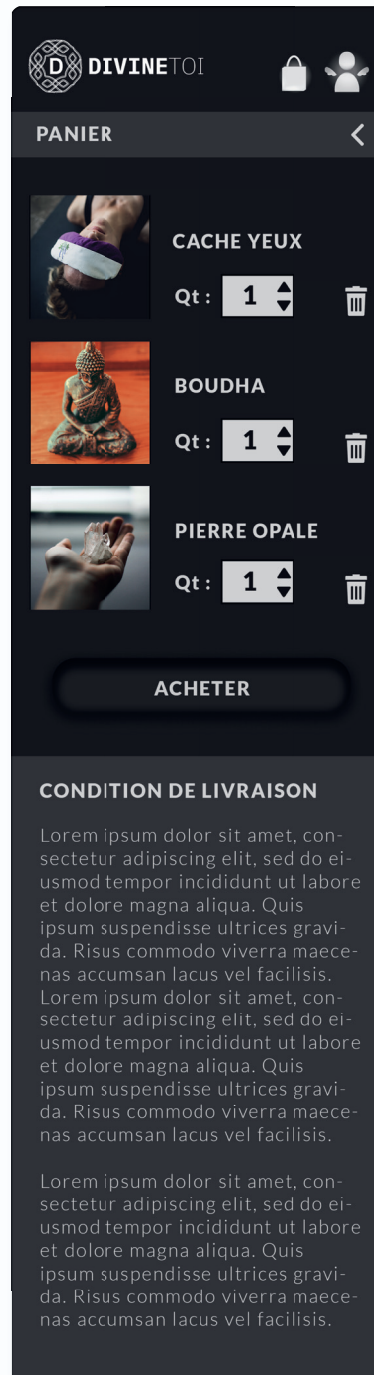 D DIVINETOI
PANIER
CACHE YEUX
Qt : 1
BOUDHA
Qt : 1
PIERRE OPALE
Qt : 1
ACHETER
CONDITION DE LIVRAISON
Lorem ipsum dolor sit amet, con-
sectetur adipiscing elit, sed do ei-
usmod tempor incididunt ut labore
et dolore magna aliqua. Quis
ipsum suspendisse ultrices gravi-
da. Risus commodo viverra maece-
nas accumsan lacus vel facilisis.
Lorem ipsum dolor sit amet, con-
sectetur adipiscing elit, sed do ei-
usmod tempor incididunt ut labore
et dolore magna aliqua. Quis
ipsum suspendisse ultrices gravi-
da. Risus commodo viverra maece-
nas accumsan lacus vel facilisis.
Lorem ipsum dolor sit amet, con-
sectetur adipiscing elit, sed do ei-
usmod tempor incididunt ut labore
et dolore magna aliqua. Quis
ipsum suspendisse ultrices gravi-
da. Risus commodo viverra maece-
nas accumsan lacus vel facilisis.